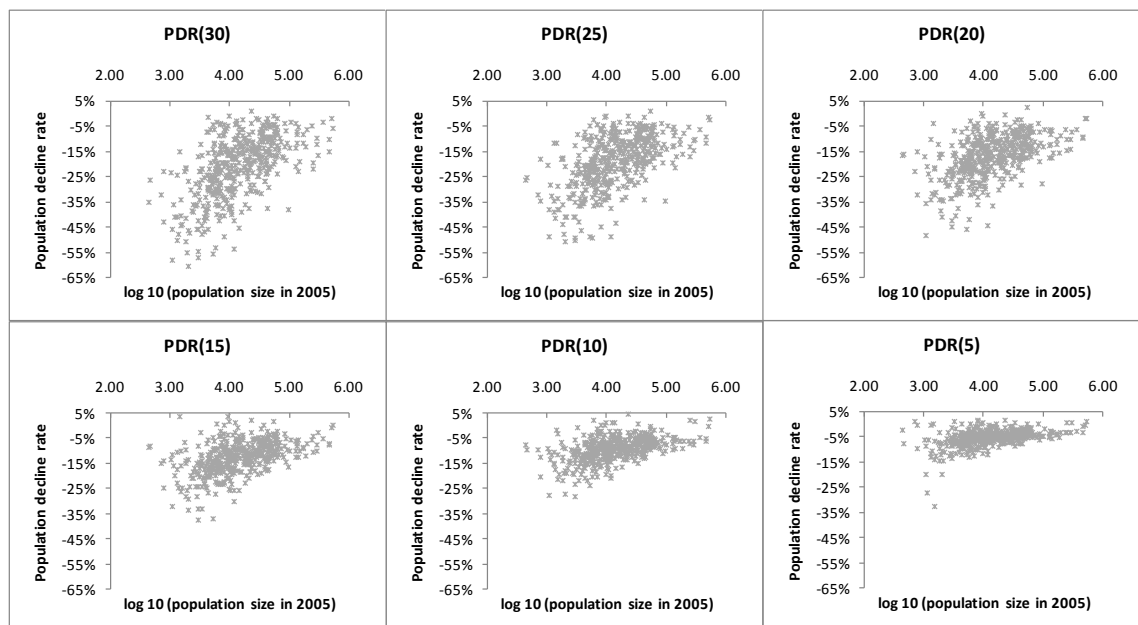 PDR(30)
2.00 3.00 4.00 5.00 6.00
5%
-5%
-15%
-25%
-35%
-45%
-55%
-65%
Population decline rate
log 10 (population size in 2005)
PDR(25)
2.00 3.00 4.00 5.00 6.00
5%
-5%
-15%
-25%
-35%
-45%
-55%
-65%
Population decline rate
log 10 (population size in 2005)
PDR(20)
2.00 3.00 4.00 5.00 6.00
5%
-5%
-15%
-25%
-35%
-45%
-55%
-65%
Population decline rate
log 10 (population size in 2005)
PDR(15)
2.00 3.00 4.00 5.00 6.00
5%
-5%
-15%
-25%
-35%
-45%
-55%
-65%
Population decline rate
log 10 (population size in 2005)
PDR(10)
2.00 3.00 4.00 5.00 6.00
5%
-5%
-15%
-25%
-35%
-45%
-55%
-65%
Population decline rate
log 10 (population size in 2005)
PDR(5)
2.00 3.00 4.00 5.00 6.00
5%
-5%
-15%
-25%
-35%
-45%
-55%
-65%
Population decline rate
log 10 (population size in 2005)